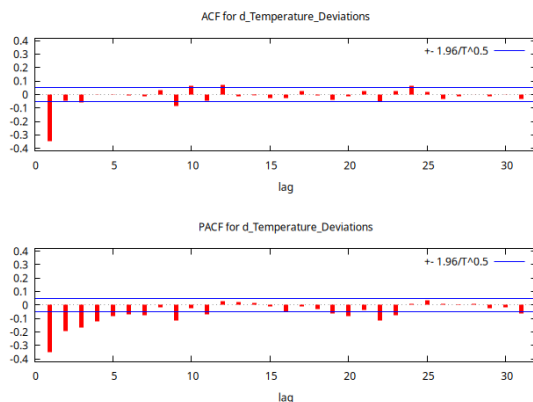 ACF for d_Temperature_Deviations
+- 1.96/T^0.5
0.4
0.3
0.2
0.1
0
-0.1
-0.2
-0.3
-0.4
0 5 10 15 20 25 30
lag
PACF for d_Temperature_Deviations
+- 1.96/T^0.5
0.4
0.3
0.2
0.1
0
-0.1
-0.2
-0.3
-0.4
0 5 10 15 20 25 30
lag